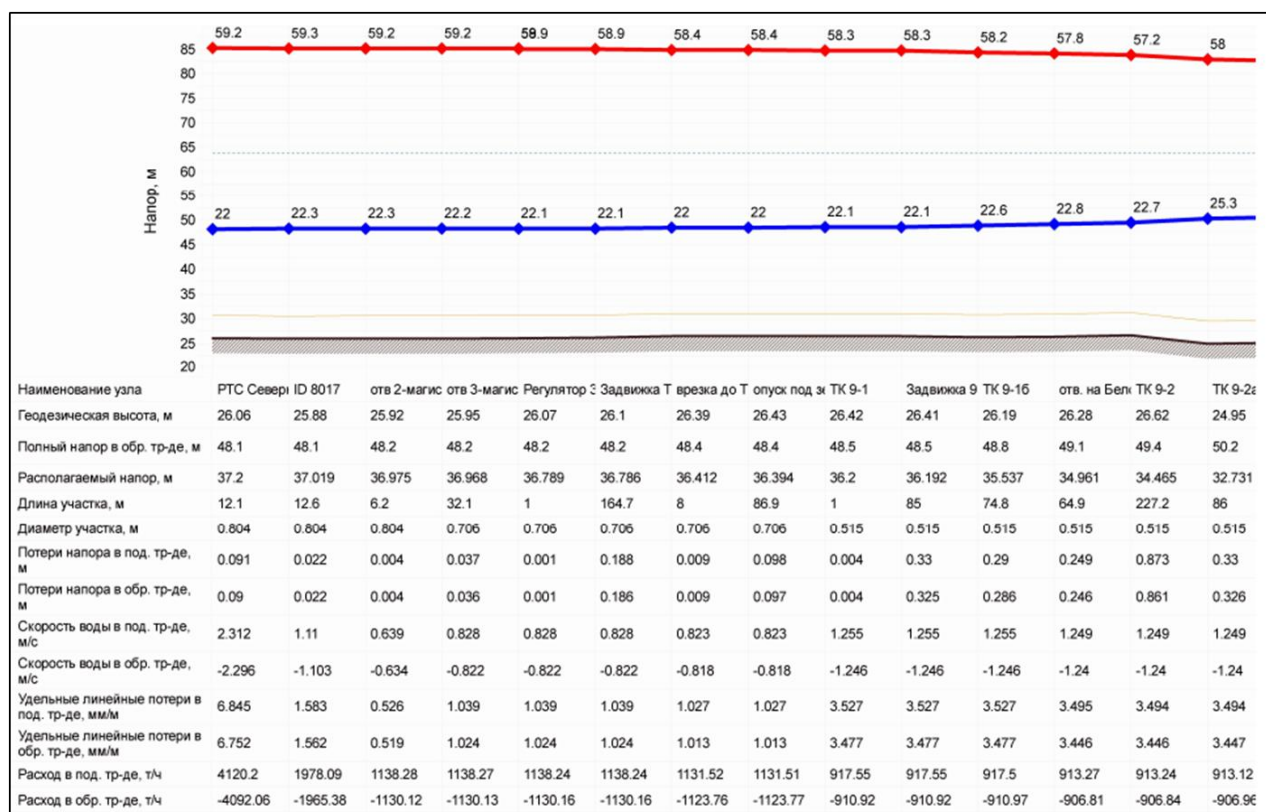 59.2 59.3 59.2 59.2 58.9 58.9 58.4 58.4 58.3 58.3 58.2 57.8 57.2 58
85
80
75
70
65
60
55
50
45
40
35
30
25
20
Напор, м
22 22.3 22.3 22.2 22.1 22.1 22 22 22.1 22.1 22.6 22.8 22.7 25.3
Наименование узла РТС Северн ID 8017 отв 2-магис отв 3-магис Регулятор З Задвижка Т врезка до Т опуск под зе ТК 9-1 Задвижка 9 ТК 9-1б отв. на Бело ТК 9-2 ТК 9-2а
Геодезическая высота, м 26.06 25.88 25.92 25.95 26.07 26.1 26.39 26.43 26.42 26.41 26.19 26.28 26.62 24.95
Полный напор в обр. тр-де, м 48.1 48.1 48.2 48.2 48.2 48.2 48.4 48.4 48.5 48.5 48.8 49.1 49.4 50.2
Располагаемый напор, м 37.2 37.019 36.975 36.968 36.789 36.786 36.412 36.394 36.2 36.192 35.537 34.961 34.465 32.731
Длина участка, м 12.1 12.6 6.2 32.1 1 164.7 8 86.9 1 85 74.8 64.9 227.2 86
Диаметр участка, м 0.804 0.804 0.804 0.706 0.706 0.706 0.706 0.706 0.515 0.515 0.515 0.515 0.515 0.515
Потери напора в под. тр-де,
м 0.091 0.022 0.004 0.037 0.001 0.188 0.009 0.098 0.004 0.33 0.29 0.249 0.873 0.33
Потери напора в обр. тр-де,
м 0.09 0.022 0.004 0.036 0.001 0.186 0.009 0.097 0.004 0.325 0.286 0.246 0.861 0.326
Скорость воды в под. тр-де,
м/с 2.312 1.11 0.639 0.828 0.828 0.828 0.823 0.823 1.255 1.255 1.255 1.249 1.249 1.249
Скорость воды в обр. тр-де,
м/с -2.296 -1.103 -0.634 -0.822 -0.822 -0.822 -0.818 -0.818 -1.246 -1.246 -1.246 -1.24 -1.24 -1.24
Удельные линейные потери в
под. тр-де, мм/м 6.845 1.583 0.526 1.039 1.039 1.039 1.027 1.027 3.527 3.527 3.527 3.495 3.494 3.494
Удельные линейные потери в
обр. тр-де, мм/м 6.752 1.562 0.519 1.024 1.024 1.024 1.013 1.013 3.477 3.477 3.477 3.446 3.446 3.447
Расход в под. тр-де, т/ч 4120.2 1978.09 1138.28 1138.27 1138.24 1138.24 1131.52 1131.51 917.55 917.55 917.5 913.27 913.24 913.12
Расход в обр. тр-де, т/ч -4092.06 -1965.38 -1130.12 -1130.13 -1130.16 -1130.16 -1123.76 -1123.77 -910.92 -910.92 -910.97 -906.81 -906.84 -906.96